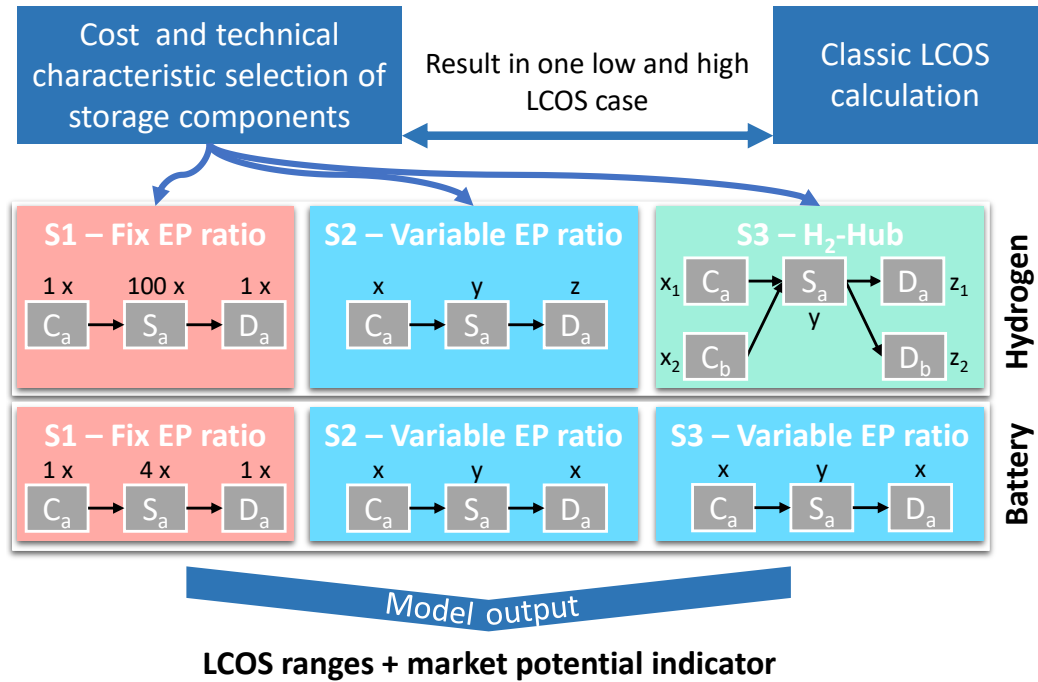 Cost and technical
characteristic selection of
storage components
Result in one low and high
LCOS case
Classic LCOS
calculation
S1 – Fix EP ratio
1 x 100 x 1 x
Cₐ Sₐ Dₐ
S2 – Variable EP ratio
x y z
Cₐ Sₐ Dₐ
S3 – H₂-Hub
x₁ Cₐ Sₐ Dₐ z₁
y
x₂ C_b D_b z₂
Hydrogen
S1 – Fix EP ratio
1 x 4 x 1 x
Cₐ Sₐ Dₐ
S2 – Variable EP ratio
x y x
Cₐ Sₐ Dₐ
S3 – Variable EP ratio
x y x
Cₐ Sₐ Dₐ
Battery
Model output
LCOS ranges + market potential indicator